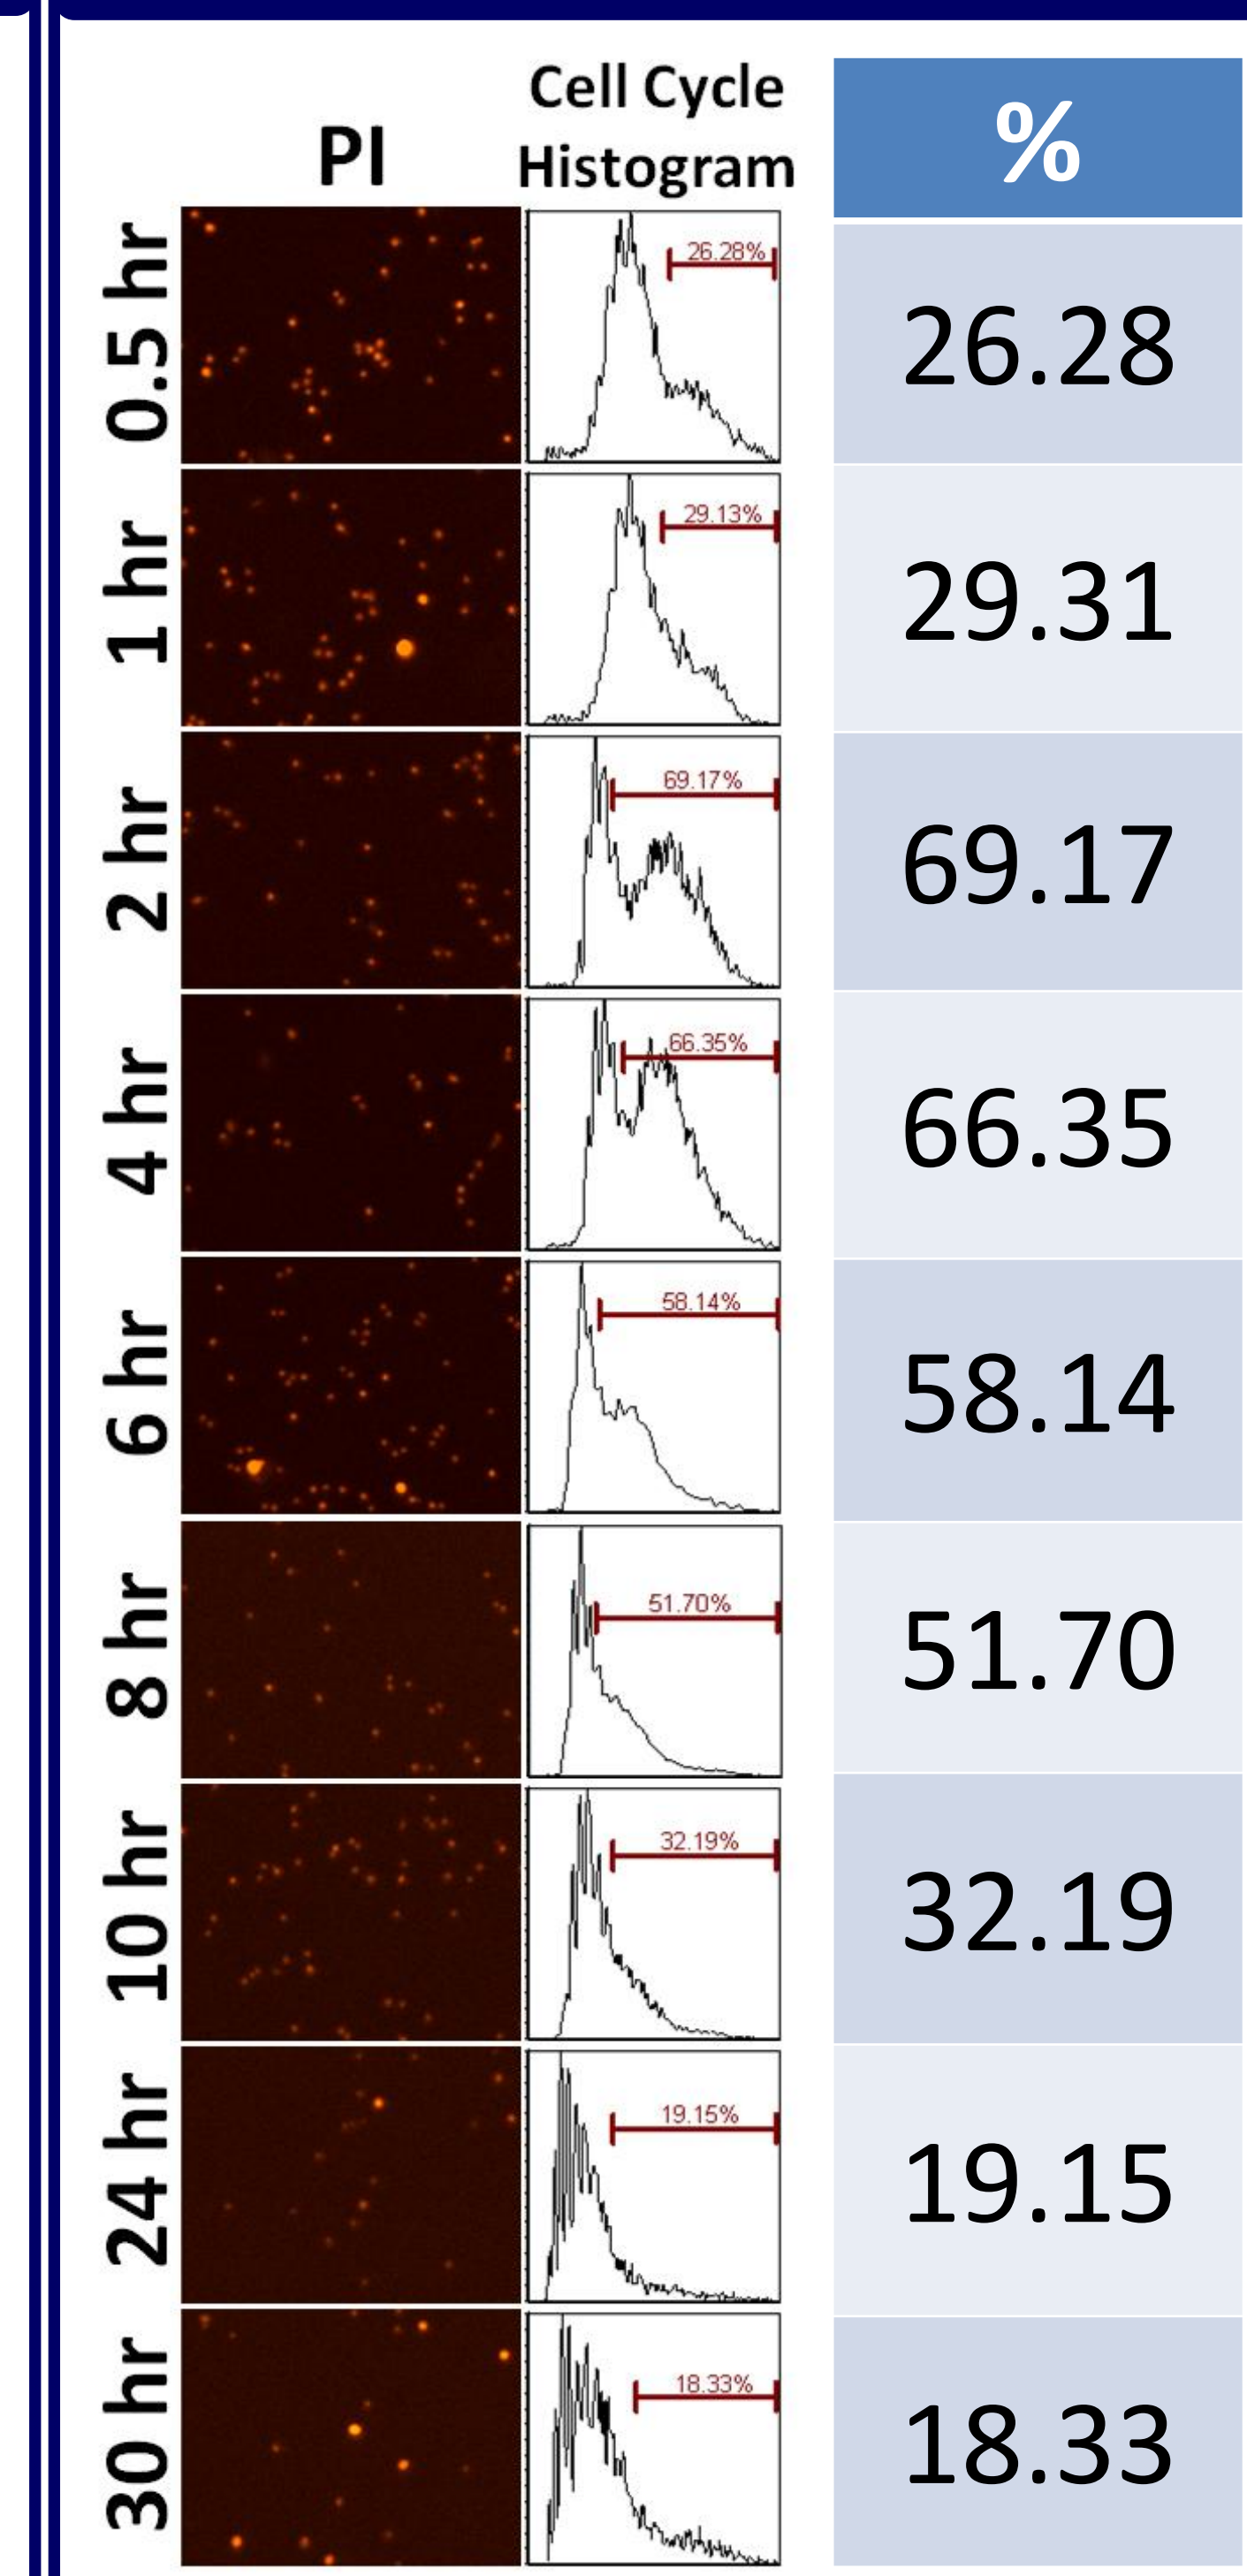 PI
Cell Cycle
Histogram
%
0.5 hr
26.28%
26.28
1 hr
29.13%
29.31
2 hr
69.17%
69.17
4 hr
66.35%
66.35
6 hr
58.14%
58.14
8 hr
51.70%
51.70
10 hr
32.19%
32.19
24 hr
19.15%
19.15
30 hr
18.33%
18.33